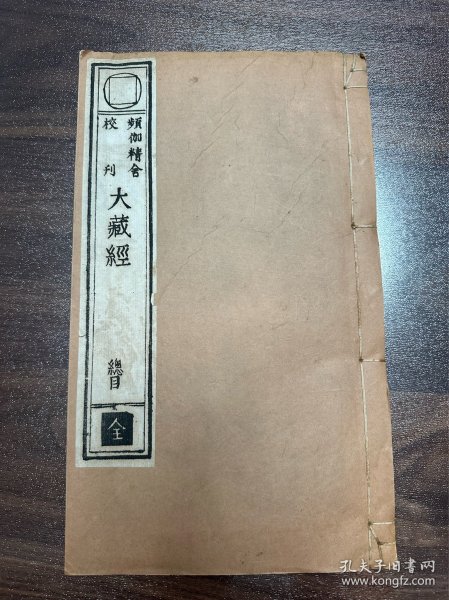 頻伽精舍
校刊
大藏經
總目
全
孔夫子旧书网
www.kongfz.com